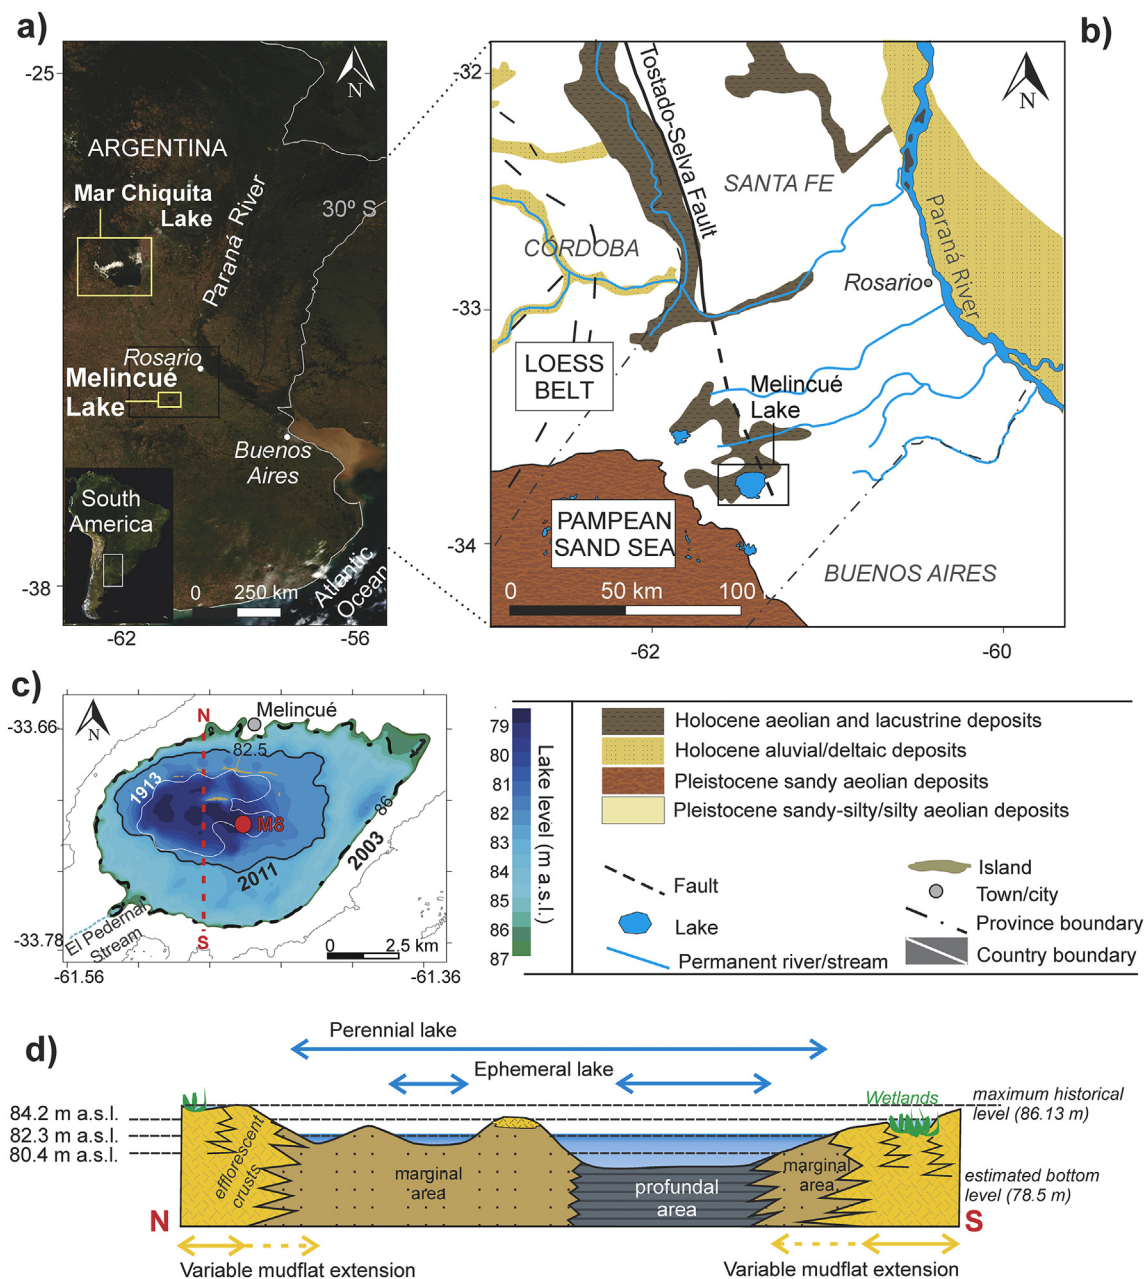 a)
-25
N
ARGENTINA
Mar Chiquita
Lake
30º S
Paraná River
Rosario
Melincué
Lake
Buenos
Aires
South
America
-38
0 250 km
Atlantic
Ocean
-62 -56
b)
-32
N
Tostado-Selva Fault
SANTA FE
CÓRDOBA
Paraná River
Rosario
-33
LOESS
BELT
Melincué
Lake
PAMPEAN
SAND SEA
-34
BUENOS AIRES
0 50 km 100
-62 -60
c)
-33.66
N
N
Melincué
82.5
1913
M8
86
2003
2011
El Pedernal
Stream
S
0 2.5 km
-33.78
-61.56 -61.36
79
80
81
82
83
84
85
86
87
Lake level (m a.s.l.)
Holocene aeolian and lacustrine deposits
Holocene aluvial/deltaic deposits
Pleistocene sandy aeolian deposits
Pleistocene sandy-silty/silty aeolian deposits
Fault
Lake
Permanent river/stream
Island
Town/city
Province boundary
Country boundary
d)
Perennial lake
Ephemeral lake
Wetlands
maximum historical
level (86.13 m)
84.2 m a.s.l.
82.3 m a.s.l.
80.4 m a.s.l.
efflorescent
crusts
marginal
area
profundal
area
marginal
area
estimated bottom
level (78.5 m)
N
S
Variable mudflat extension
Variable mudflat extension